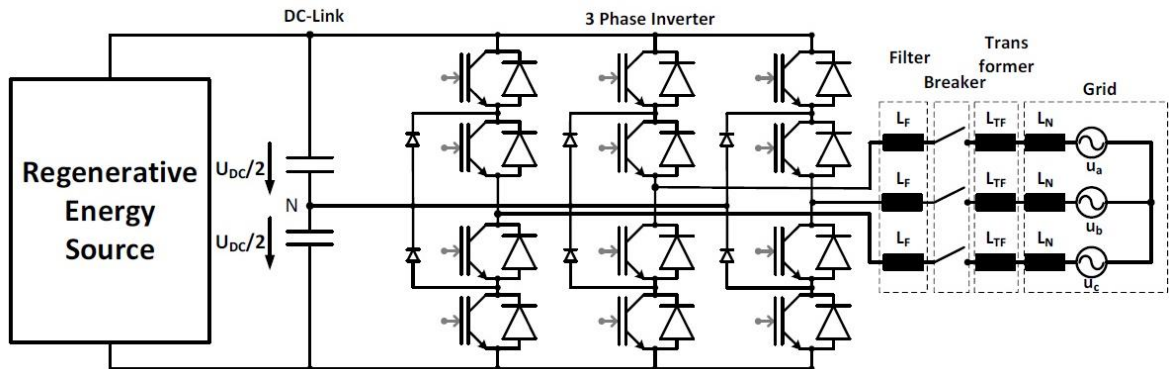 DC-Link
3 Phase Inverter
Trans
former
Filter
Breaker
Grid
Regenerative
Energy
Source
U_DC/2
N
U_DC/2
L_F
L_TF
L_N
u_a
L_F
L_TF
L_N
u_b
L_F
L_TF
L_N
u_c